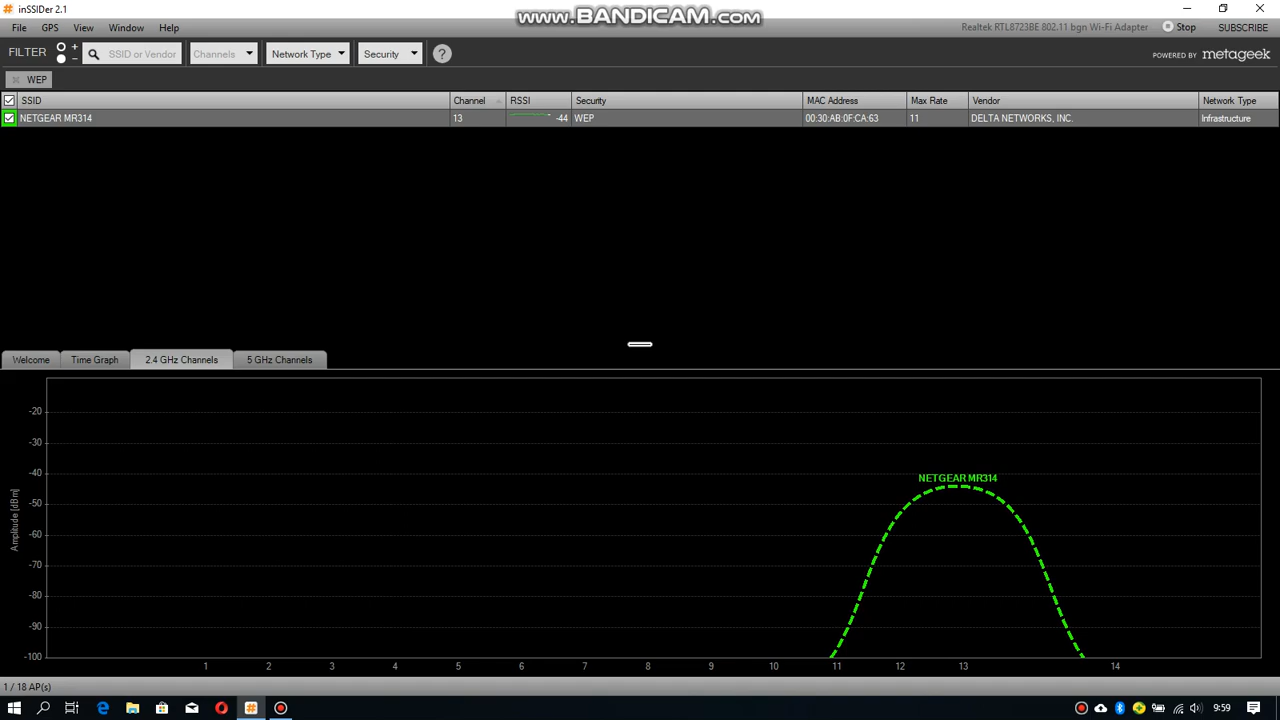 inSSIDer 2.1
www.BANDICAM.com
File GPS View Window Help
Realtek RTL8723BE 802.11 bgn Wi-Fi Adapter Stop SUBSCRIBE
FILTER + - SSID or Vendor Channels Network Type Security ? POWERED BY metageek
WEP
SSID Channel RSSI Security MAC Address Max Rate Vendor Network Type
NETGEAR MR314 13 -44 WEP 00:30:AB:0F:CA:63 11 DELTA NETWORKS, INC. Infrastructure
Welcome Time Graph 2.4 GHz Channels 5 GHz Channels
Amplitude [dBm]
-20
-30
-40
NETGEAR MR314
-50
-60
-70
-80
-90
-100
1 2 3 4 5 6 7 8 9 10 11 12 13 14
1 / 18 AP(s)
9:59